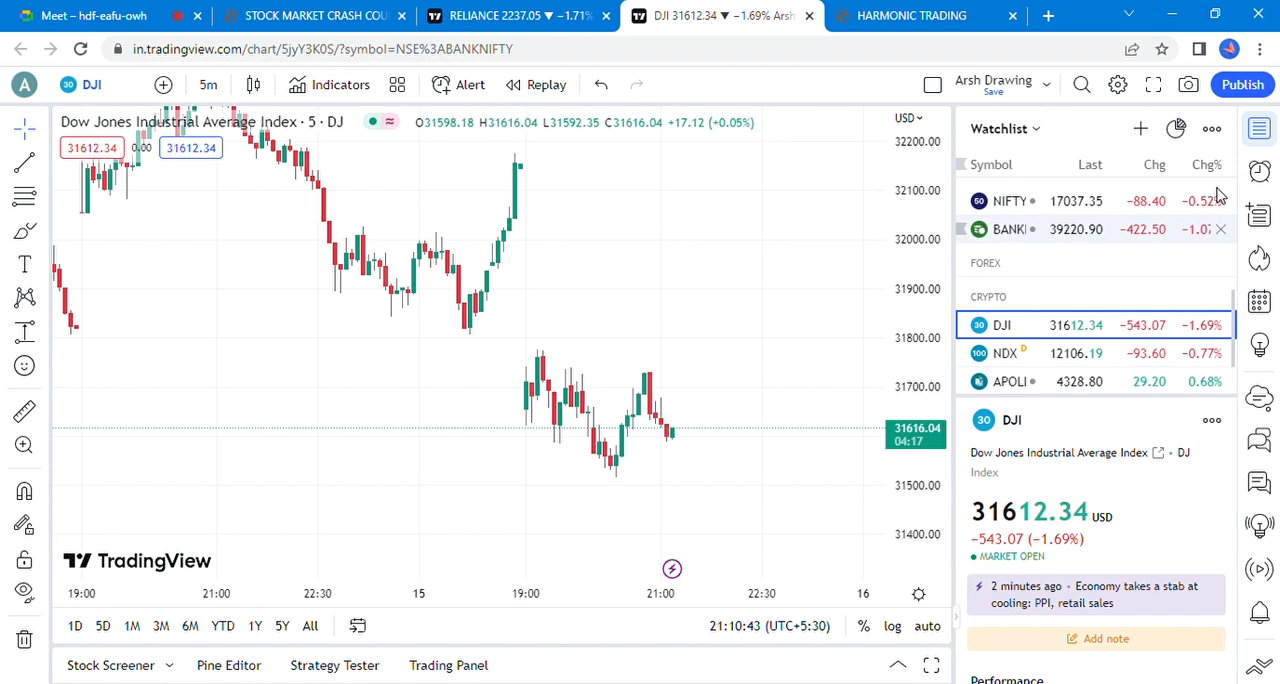 Meet – hdf-eafu-owh
STOCK MARKET CRASH COU
RELIANCE 2237.05 ▼ −1.71%
DJI 31612.34 ▼ −1.69% Arsh
HARMONIC TRADING
in.tradingview.com/chart/5jyY3K0S/?symbol=NSE%3ABANKNIFTY
A
30 DJI
5m
Indicators
Alert
Replay
Arsh Drawing
Save
Publish
Dow Jones Industrial Average Index · 5 · DJ
O31598.18 H31616.04 L31592.35 C31616.04 +17.12 (+0.05%)
31612.34 0.00 31612.34
USD
32200.00
32100.00
32000.00
31900.00
31800.00
31700.00
31616.04
04:17
31500.00
31400.00
TradingView
19:00 21:00 22:30 15 19:00 21:00 22:30 16
1D 5D 1M 3M 6M YTD 1Y 5Y All
21:10:43 (UTC+5:30) % log auto
Stock Screener Pine Editor Strategy Tester Trading Panel
Watchlist
Symbol Last Chg Chg%
50 NIFTY 17037.35 −88.40 −0.52%
BANKI 39220.90 −422.50 −1.07
FOREX
CRYPTO
30 DJI 31612.34 −543.07 −1.69%
100 NDX D 12106.19 −93.60 −0.77%
APOLI 4328.80 29.20 0.68%
30 DJI
Dow Jones Industrial Average Index • DJ
Index
31612.34 USD
−543.07 (−1.69%)
MARKET OPEN
2 minutes ago • Economy takes a stab at
cooling: PPI, retail sales
Add note
Performance